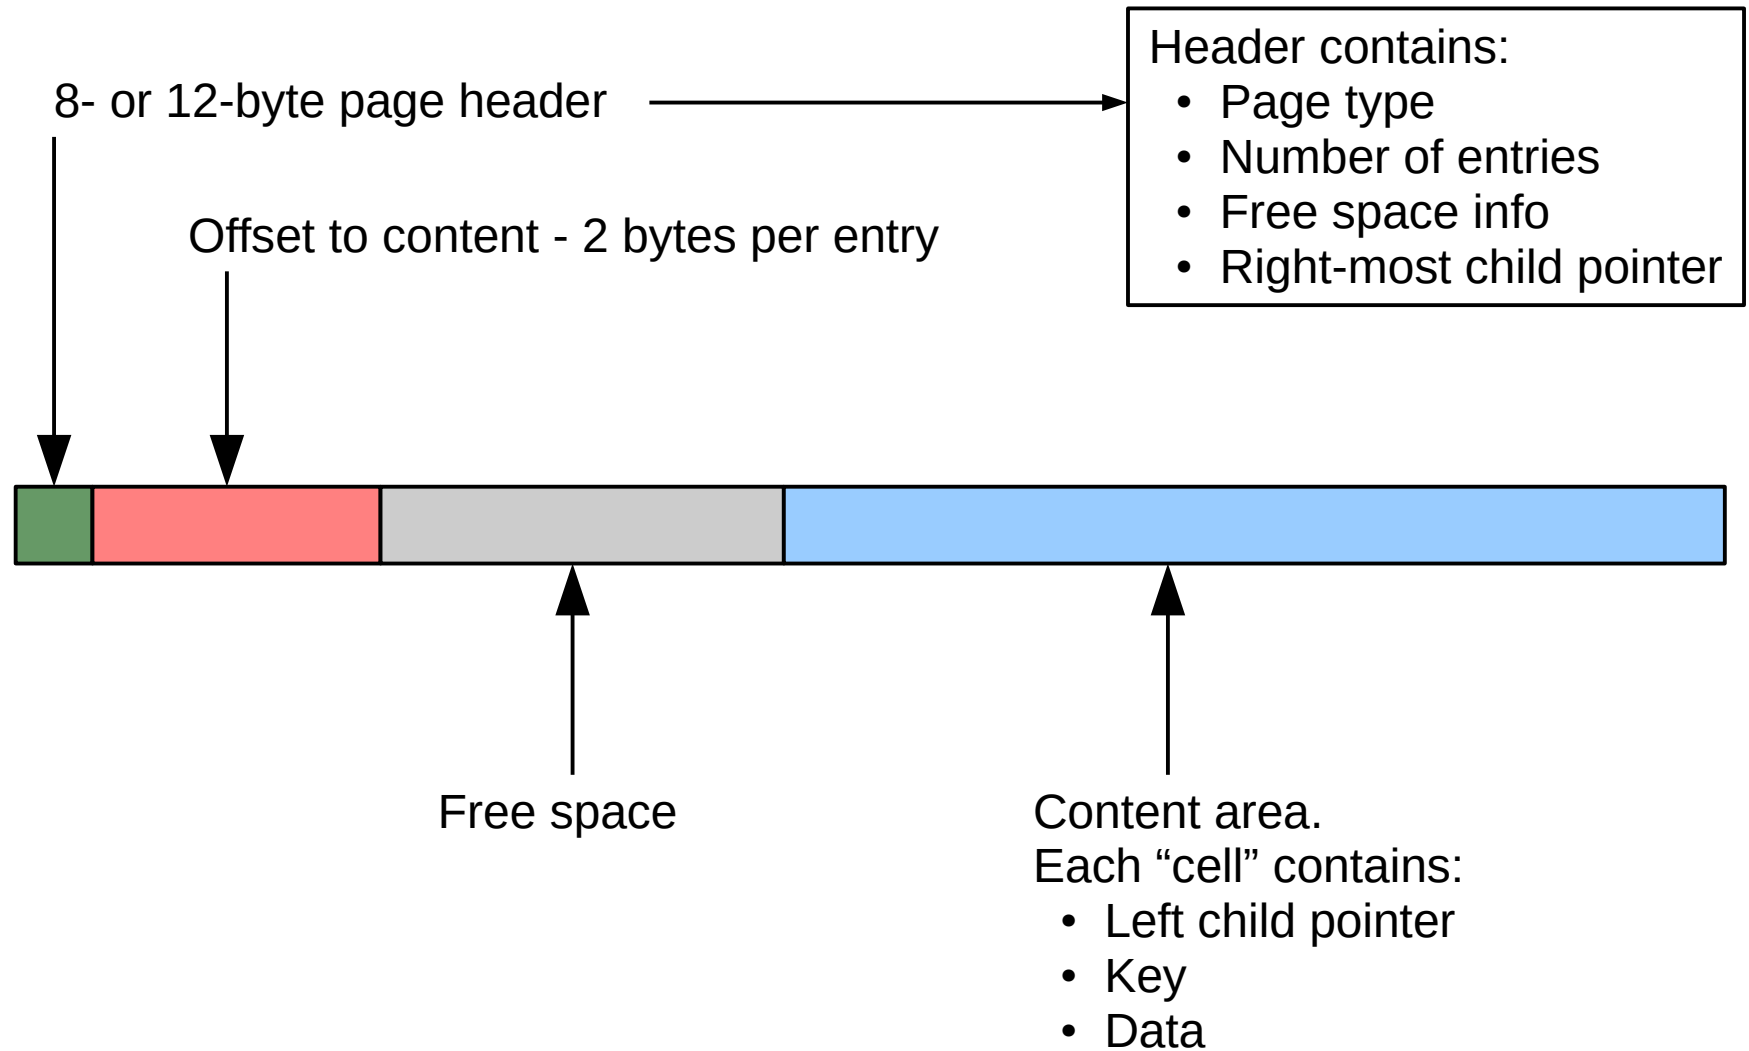 8- or 12-byte page header
Header contains:
• Page type
• Number of entries
• Free space info
• Right-most child pointer
Offset to content - 2 bytes per entry
Free space
Content area.
Each “cell” contains:
• Left child pointer
• Key
• Data